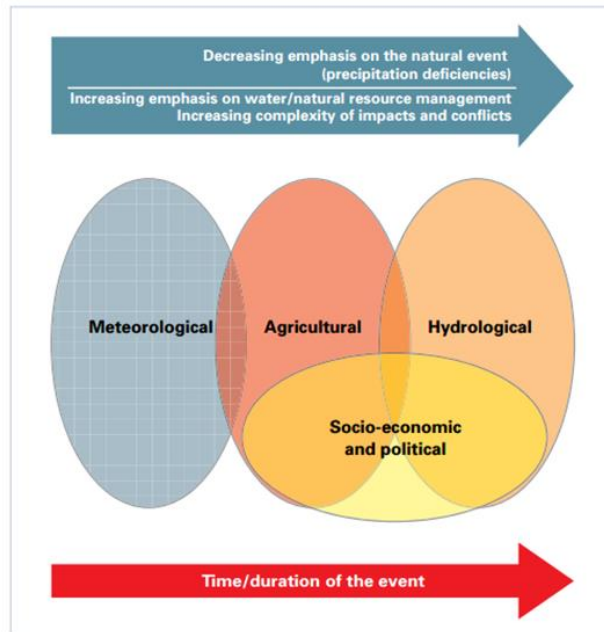 Decreasing emphasis on the natural event
(precipitation deficiencies)
Increasing emphasis on water/natural resource management
Increasing complexity of impacts and conflicts
Meteorological
Agricultural
Hydrological
Socio-economic
and political
Time/duration of the event